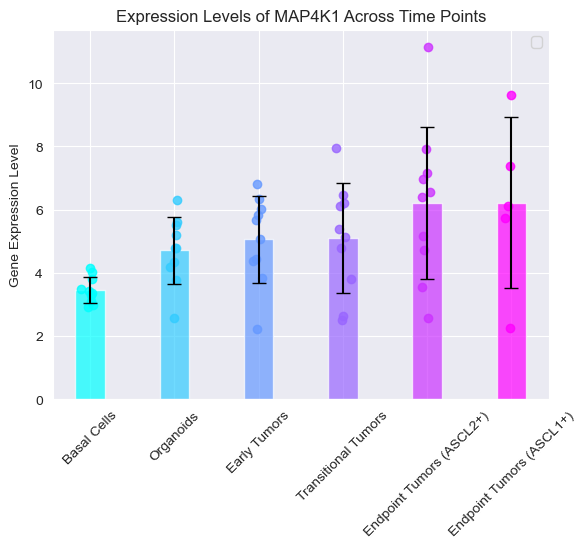 Expression Levels of MAP4K1 Across Time Points
Gene Expression Level
10
8
6
4
2
0
Basal Cells
Organoids
Early Tumors
Transitional Tumors
Endpoint Tumors (ASCL2+)
Endpoint Tumors (ASCL1+)